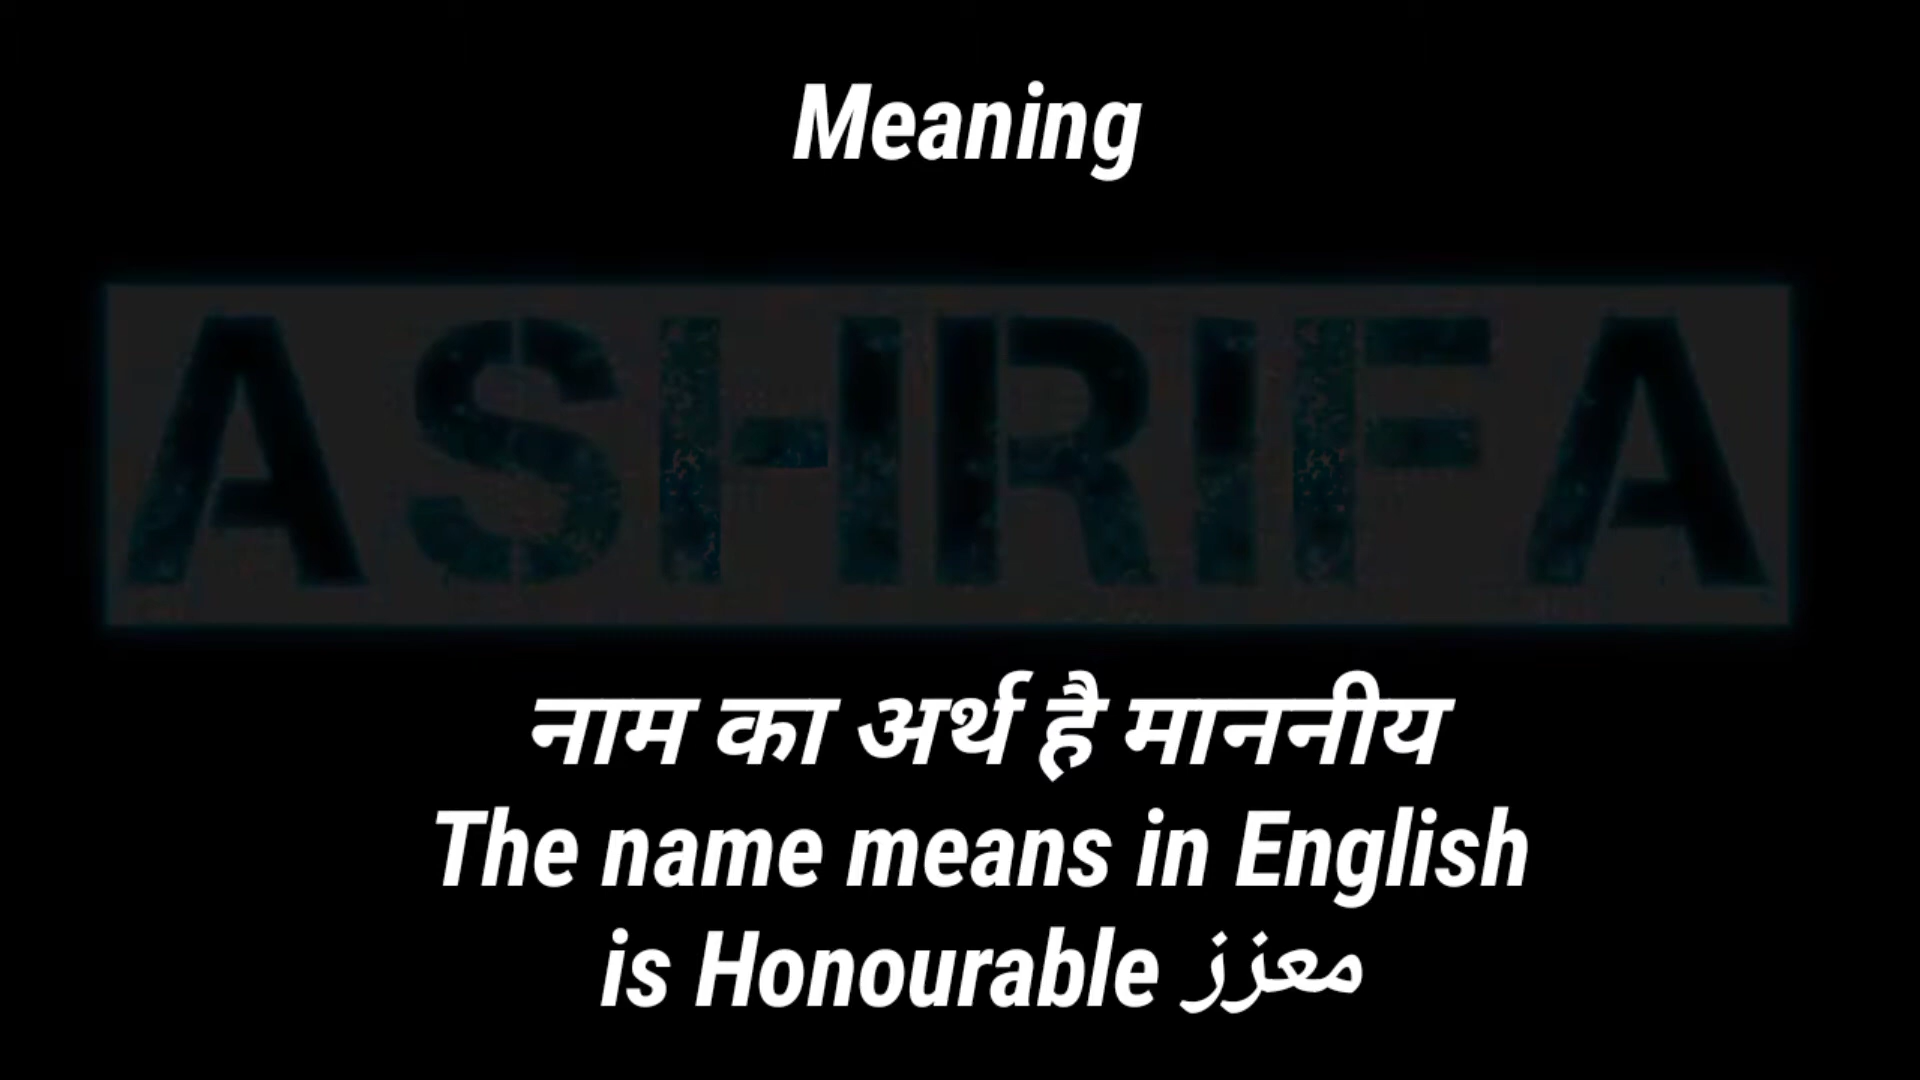 Meaning
ASHRIFA
नाम का अर्थ है माननीय
The name means in English
is Honourable معزز